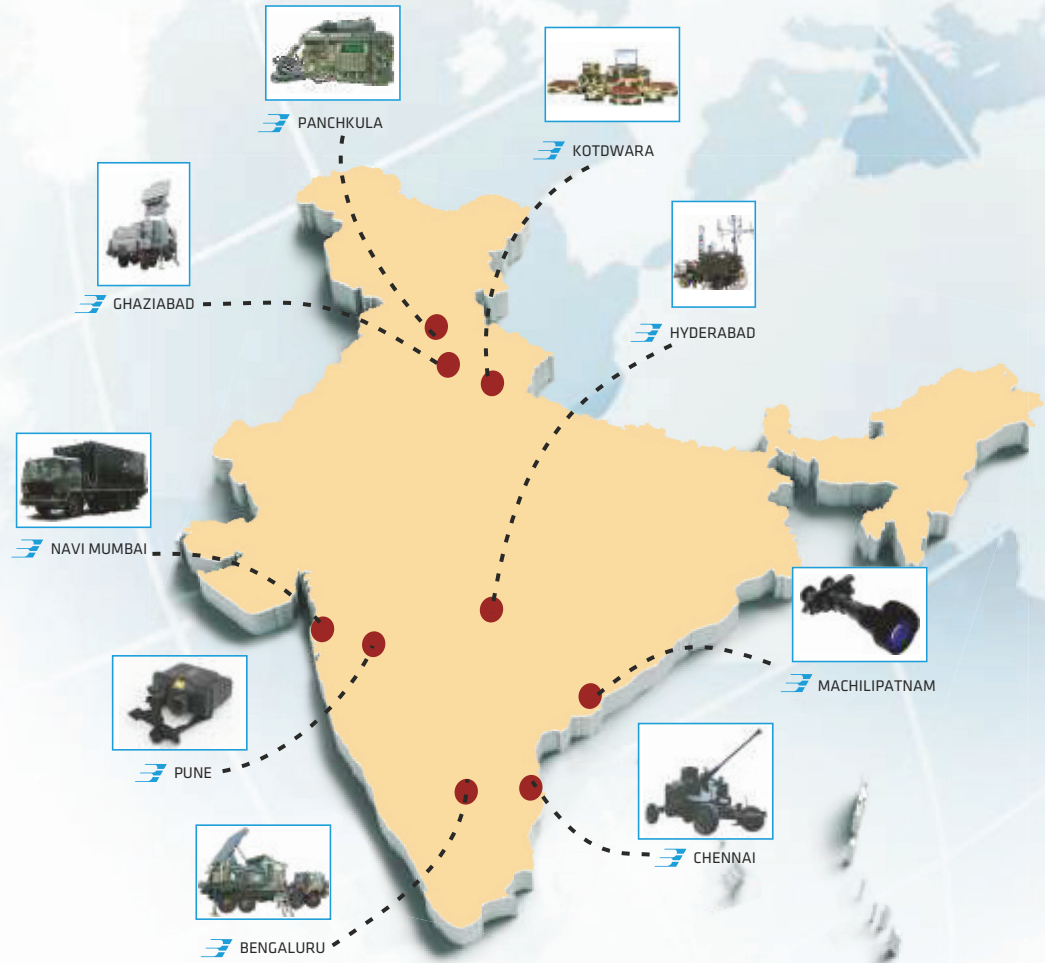 PANCHKULA
KOTDWARA
GHAZIABAD
HYDERABAD
NAVI MUMBAI
MACHILIPATNAM
PUNE
CHENNAI
BENGALURU